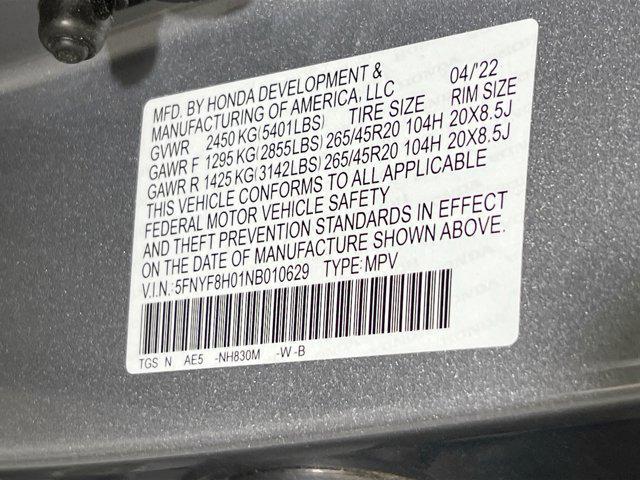 MFD. BY HONDA DEVELOPMENT & 04/'22
MANUFACTURING OF AMERICA, LLC
GVWR 2450 KG(5401LBS) TIRE SIZE RIM SIZE
GAWR F 1295 KG(2855LBS) 265/45R20 104H 20X8.5J
GAWR R 1425 KG(3142LBS) 265/45R20 104H 20X8.5J
THIS VEHICLE CONFORMS TO ALL APPLICABLE
FEDERAL MOTOR VEHICLE SAFETY
AND THEFT PREVENTION STANDARDS IN EFFECT
ON THE DATE OF MANUFACTURE SHOWN ABOVE.
V.I.N.: 5FNYF8H01NB010629 TYPE: MPV
TGS N AE5 -NH830M -W -B